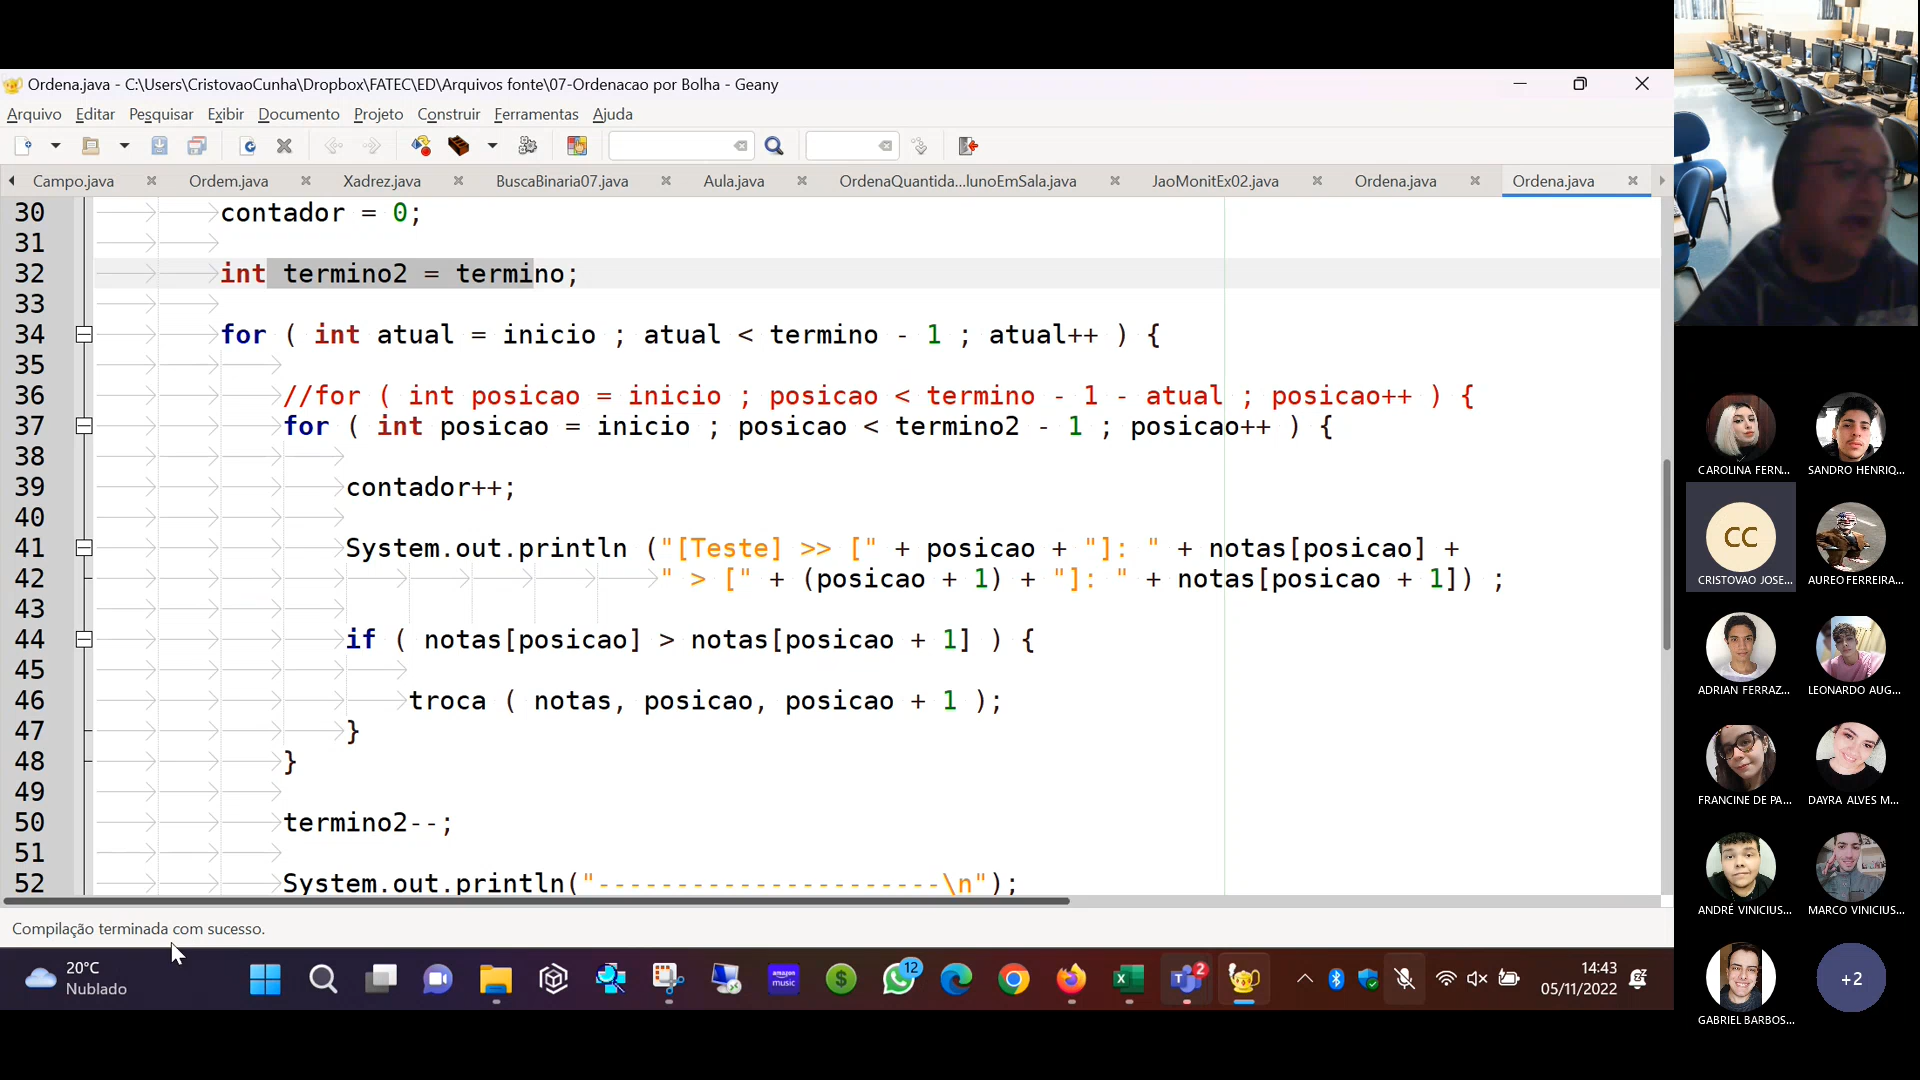 Ordena.java - C:\Users\CristovaoCunha\Dropbox\FATEC\ED\Arquivos fonte\07-Ordenacao por Bolha - Geany
Arquivo Editar Pesquisar Exibir Documento Projeto Construir Ferramentas Ajuda
Campo.java Ordem.java Xadrez.java BuscaBinaria07.java Aula.java OrdenaQuantida...lunoEmSala.java JaoMonitEx02.java Ordena.java Ordena.java
30 contador = 0;
31
32 int termino2 = termino;
33
34 for ( int atual = inicio ; atual < termino - 1 ; atual++ ) {
35
36 //for ( int posicao = inicio ; posicao < termino - 1 - atual ; posicao++ ) {
37 for ( int posicao = inicio ; posicao < termino2 - 1 ; posicao++ ) {
38
39 contador++;
40
41 System.out.println ("[Teste] >> [" + posicao + "]: " + notas[posicao] +
42 " > [" + (posicao + 1) + "]: " + notas[posicao + 1]) ;
43
44 if ( notas[posicao] > notas[posicao + 1] ) {
45
46 troca ( notas, posicao, posicao + 1 );
47 }
48 }
49
50 termino2--;
51
52 System.out.println("----------------------\n");
Compilação terminada com sucesso.
20°C
Nublado
amazon music
$
12
2
14:43
05/11/2022
CAROLINA FERN...
SANDRO HENRIQ...
CC
CRISTOVAO JOSE...
AUREO FERREIRA...
ADRIAN FERRAZ...
LEONARDO AUG...
FRANCINE DE PA...
DAYRA ALVES M...
ANDRÉ VINICIUS...
MARCO VINICIUS...
GABRIEL BARBOS...
+2